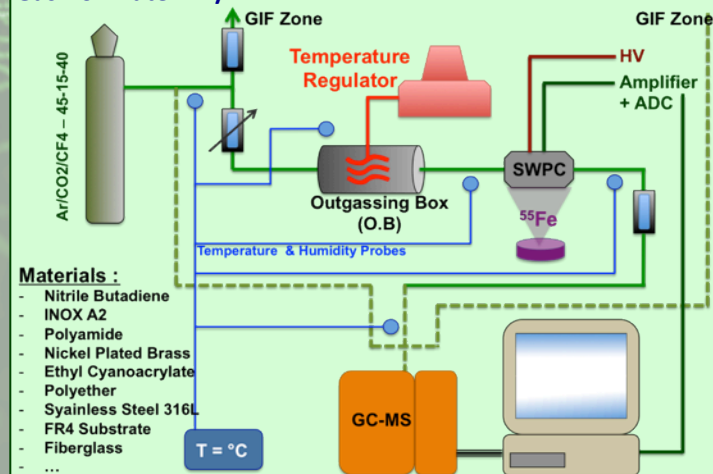 GIF Zone
GIF Zone
Temperature
Regulator
HV
Amplifier
+ ADC
Ar/CO2/CF4 – 45-15-40
SWPC
Outgassing Box
(O.B)
55Fe
Temperature & Humidity Probes
Materials :
- Nitrile Butadiene
- INOX A2
- Polyamide
- Nickel Plated Brass
- Ethyl Cyanoacrylate
- Polyether
- Syainless Steel 316L
- FR4 Substrate
- Fiberglass
- ...
GC-MS
T = °C